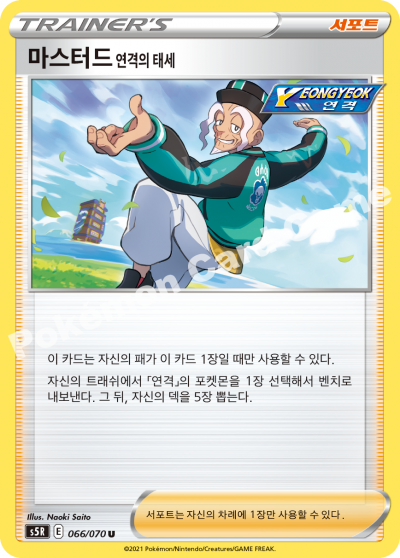 TRAINER'S 서포트
마스터드 연격의 태세
YEONGYEOK
연격
이 카드는 자신의 패가 이 카드 1장일 때만 사용할 수 있다.
자신의 트래쉬에서 「연격」의 포켓몬을 1장 선택해서 벤치로
내보낸다. 그 뒤, 자신의 덱을 5장 뽑는다.
Pokémon Card Game
Illus. Naoki Saito
s5R E 066/070 U
서포트는 자신의 차례에 1장만 사용할 수 있다.
©2021 Pokémon/Nintendo/Creatures/GAME FREAK.